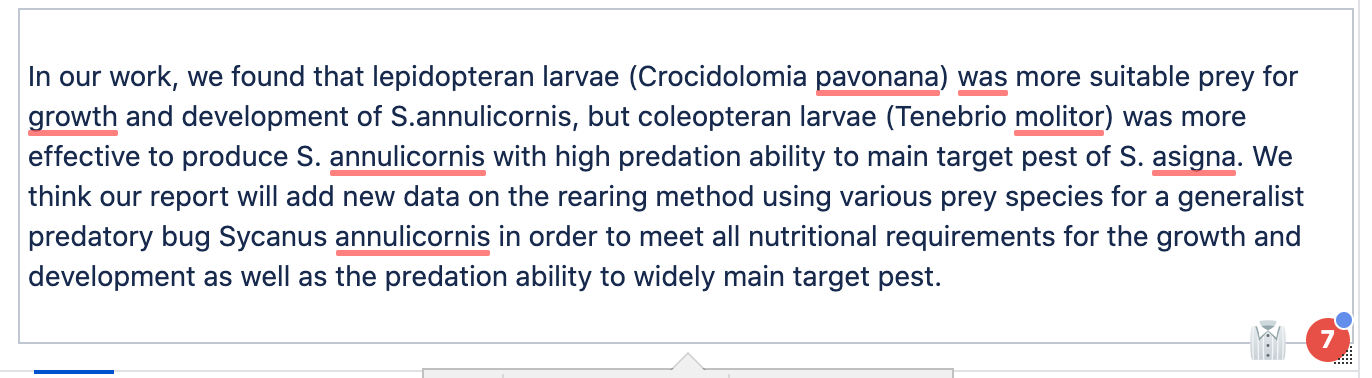 In our work, we found that lepidopteran larvae (Crocidolomia pavonana) was more suitable prey for
growth and development of S.annulicornis, but coleopteran larvae (Tenebrio molitor) was more
effective to produce S. annulicornis with high predation ability to main target pest of S. asigna. We
think our report will add new data on the rearing method using various prey species for a generalist
predatory bug Sycanus annulicornis in order to meet all nutritional requirements for the growth and
development as well as the predation ability to widely main target pest.
7